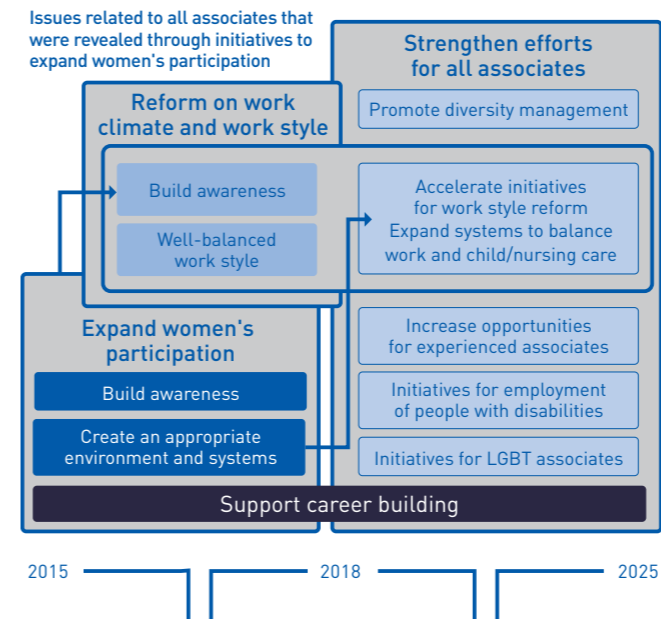 Issues related to all associates that
were revealed through initiatives to
expand women's participation
Strengthen efforts
for all associates
Promote diversity management
Reform on work
climate and work style
Build awareness
Well-balanced
work style
Accelerate initiatives
for work style reform
Expand systems to balance
work and child/nursing care
Expand women's
participation
Build awareness
Create an appropriate
environment and systems
Increase opportunities
for experienced associates
Initiatives for employment
of people with disabilities
Initiatives for LGBT associates
Support career building
2015
2018
2025